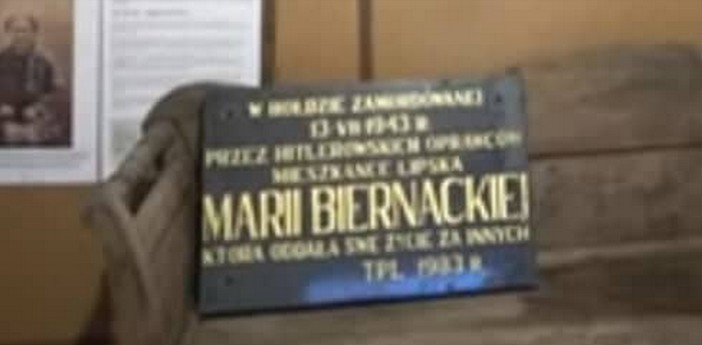 W HOŁDZIE ZAMORDOWANEJ
13 VII 1943 R.
PRZEZ HITLEROWSKICH OPRAWCÓW
MIESZKANCE LIPSKA
MARII BIERNACKIEJ
KTÓRA ODDAŁA SWE ŻYCIE ZA INNYCH
TPL 1983 R.